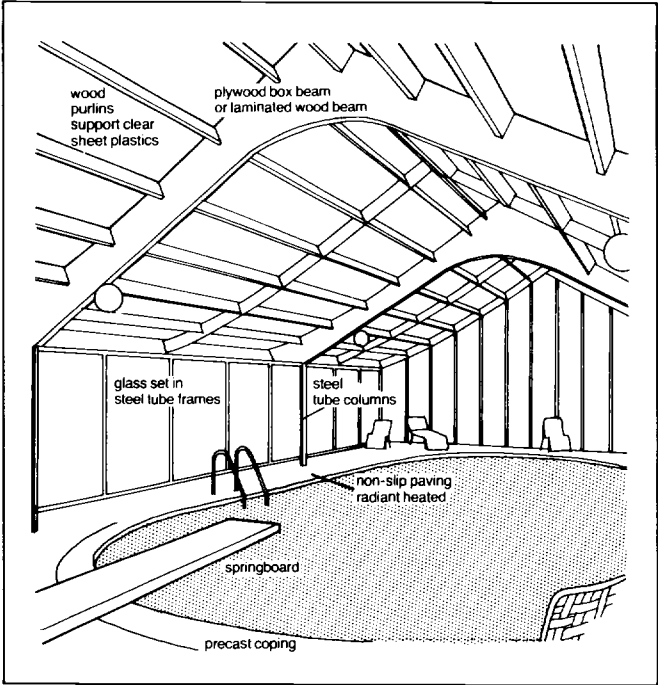 wood
purlins
support clear
sheet plastics
plywood box beam
or laminated wood beam
glass set in
steel tube frames
steel
tube columns
non-slip paving
radiant heated
springboard
precast coping